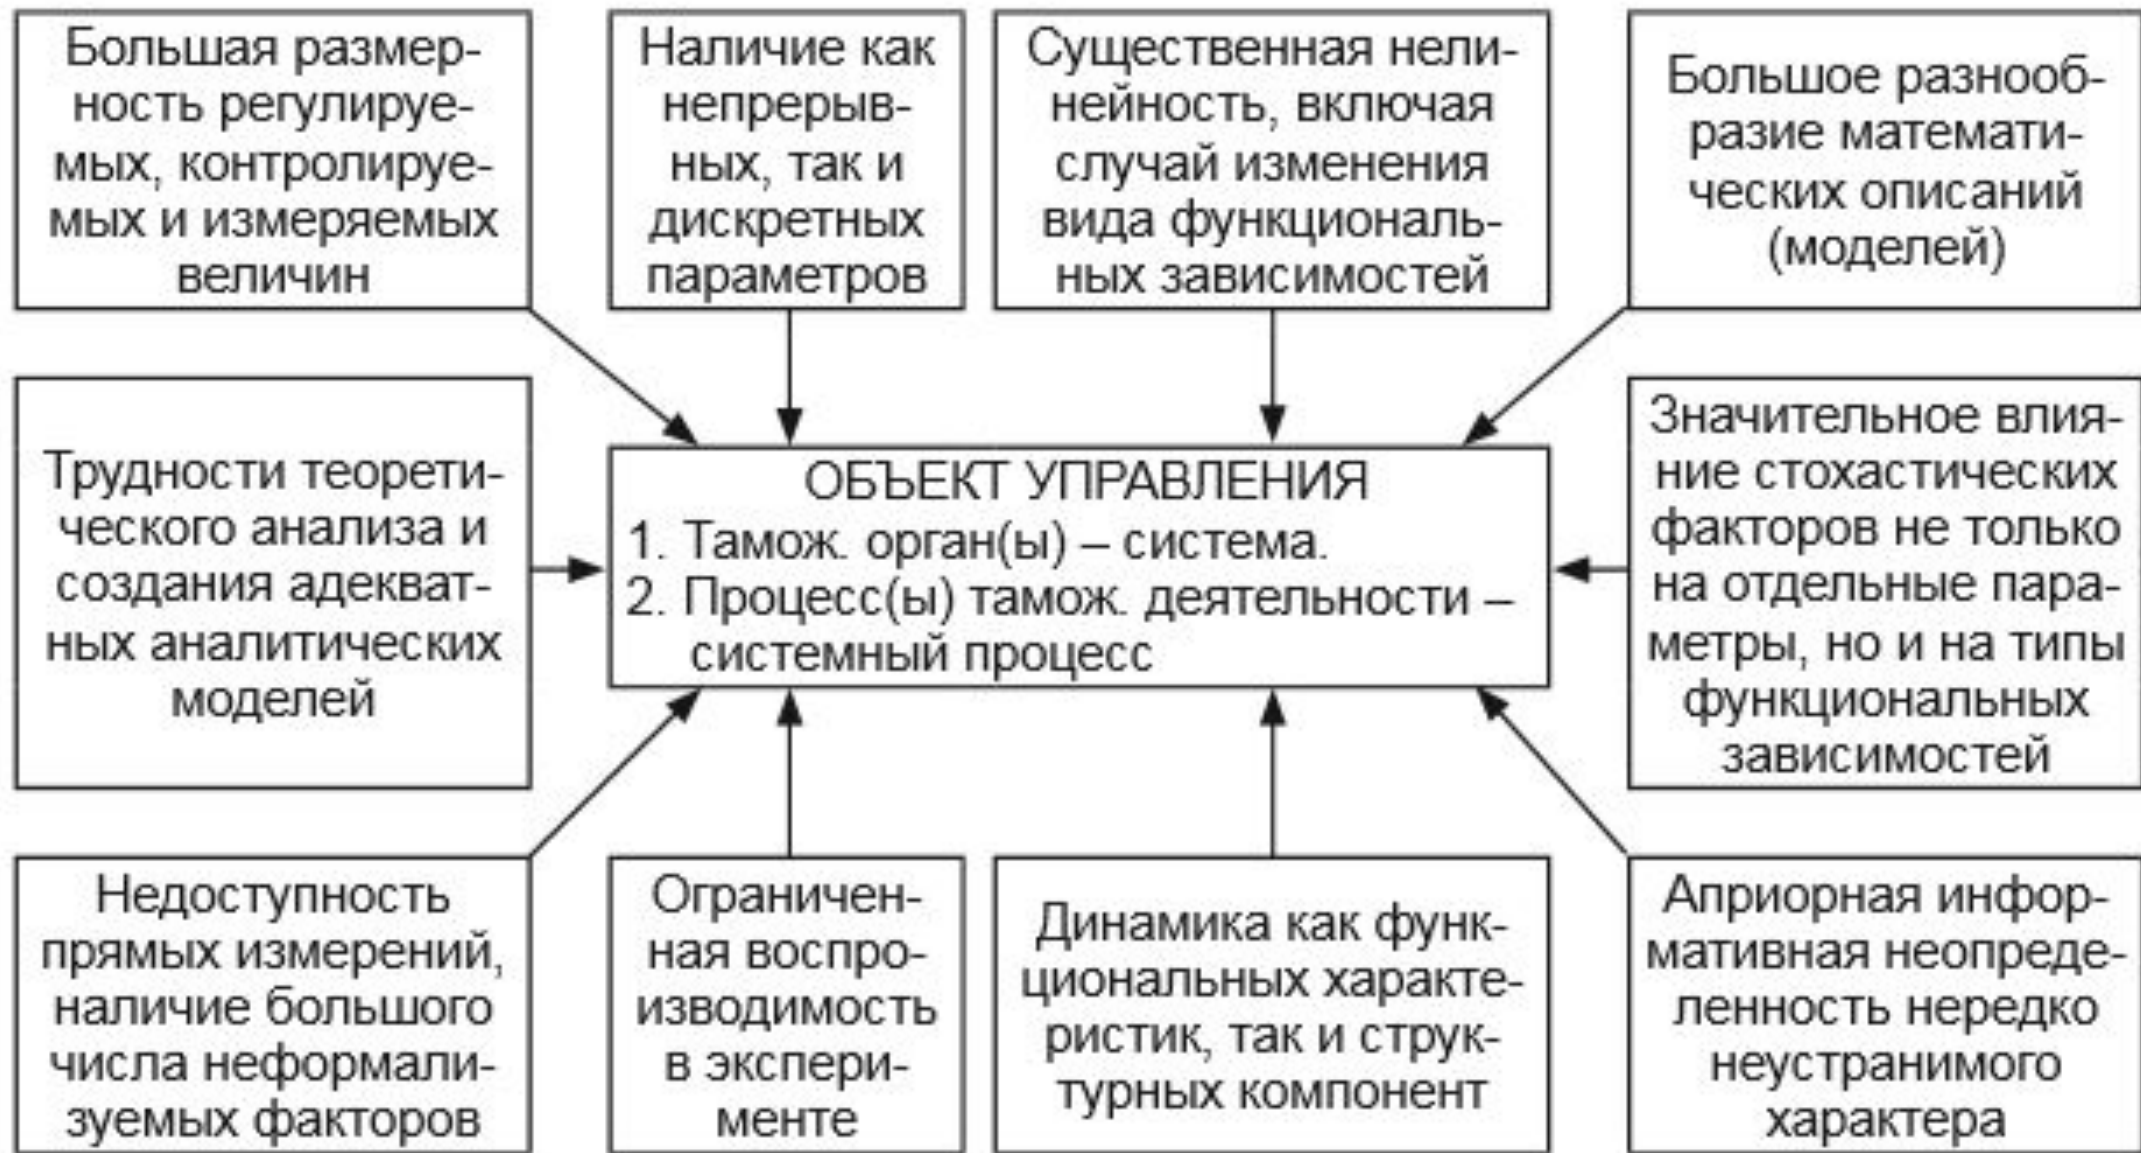 Большая размер-
ность регулируе-
мых, контролируе-
мых и измеряемых
величин
Наличие как
непрерыв-
ных, так и
дискретных
параметров
Существенная нели-
нейность, включая
случай изменения
вида функциональ-
ных зависимостей
Большое разнооб-
разие математи-
ческих описаний
(моделей)
Трудности теорети-
ческого анализа и
создания адекват-
ных аналитических
моделей
ОБЪЕКТ УПРАВЛЕНИЯ
1. Тамож. орган(ы) – система.
2. Процесс(ы) тамож. деятельности –
системный процесс
Значительное влия-
ние стохастических
факторов не только
на отдельные пара-
метры, но и на типы
функциональных
зависимостей
Недоступность
прямых измерений,
наличие большого
числа неформали-
зуемых факторов
Ограничен-
ная воспро-
изводимость
в экспери-
менте
Динамика как функ-
циональных характе-
ристик, так и струк-
турных компонент
Априорная инфор-
мативная неопреде-
ленность нередко
неустранимого
характера